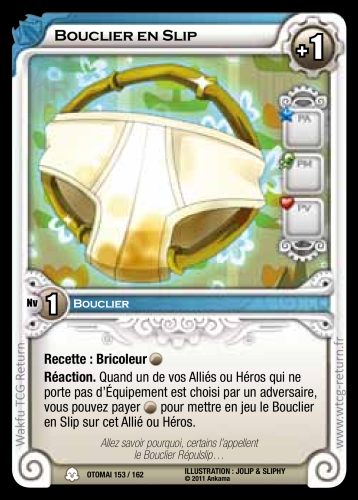 BOUCLIER EN SLIP
+1
PA
PM
PV
Nv 1 BOUCLIER
Recette : Bricoleur
Réaction. Quand un de vos Alliés ou Héros qui ne
porte pas d'Équipement est choisi par un adversaire,
vous pouvez payer pour mettre en jeu le Bouclier
en Slip sur cet Allié ou Héros.
Allez savoir pourquoi, certains l'appellent
le Bouclier Répulslip…
OTOMAI 153 / 162
ILLUSTRATION : JOLIP & SLIPHY
© 2011 Ankama
Wakfu TCG Return
www.wtcg-return.fr